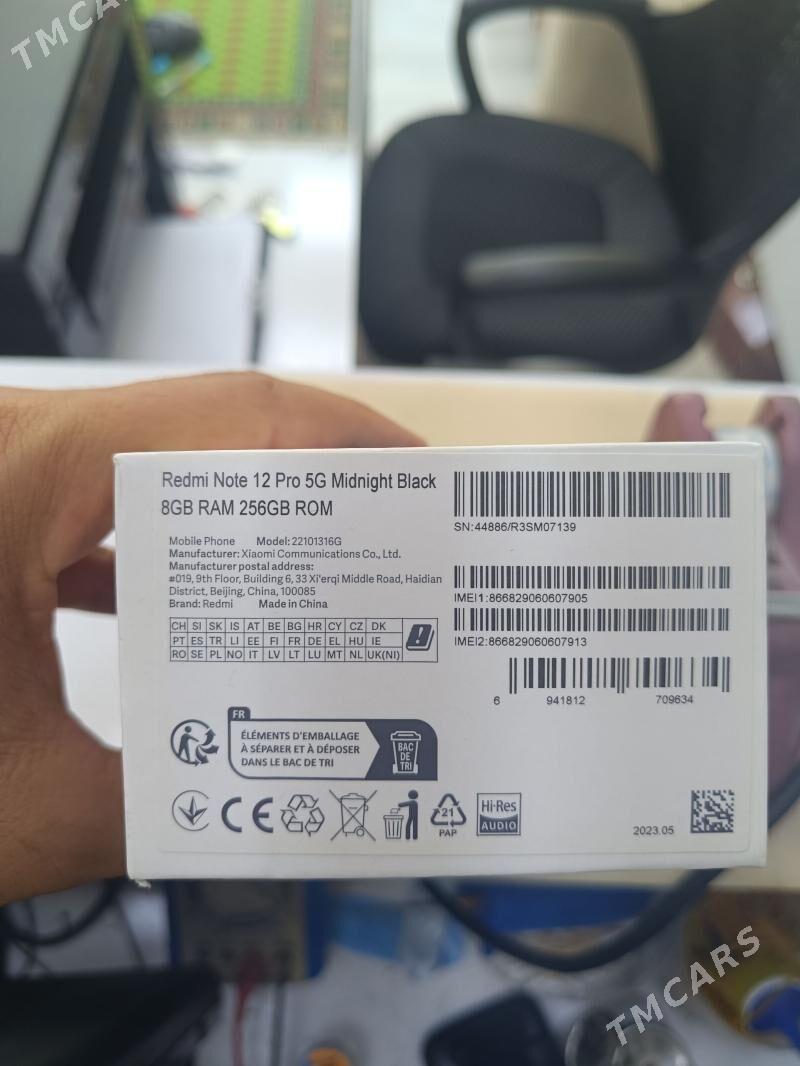 TMCARS
Redmi Note 12 Pro 5G Midnight Black
8GB RAM 256GB ROM
Mobile Phone Model: 22101316G
Manufacturer: Xiaomi Communications Co., Ltd.
Manufacturer postal address:
#019, 9th Floor, Building 6, 33 Xi'erqi Middle Road, Haidian
District, Beijing, China, 100085
Brand: Redmi Made in China
CH SI SK IS AT BE BG HR CY CZ DK
PT ES TR LI EE FI FR DE EL HU IE
RO SE PL NO IT LV LT LU MT NL UK(NI)
SN:44886/R3SM07139
IMEI1:866829060607905
IMEI2:866829060607913
6 941812 709634
FR
ÉLÉMENTS D'EMBALLAGE
À SÉPARER ET À DÉPOSER
DANS LE BAC DE TRI
BAC
DE
TRI
CE
21
PAP
Hi-Res
AUDIO
2023.05
TMCARS